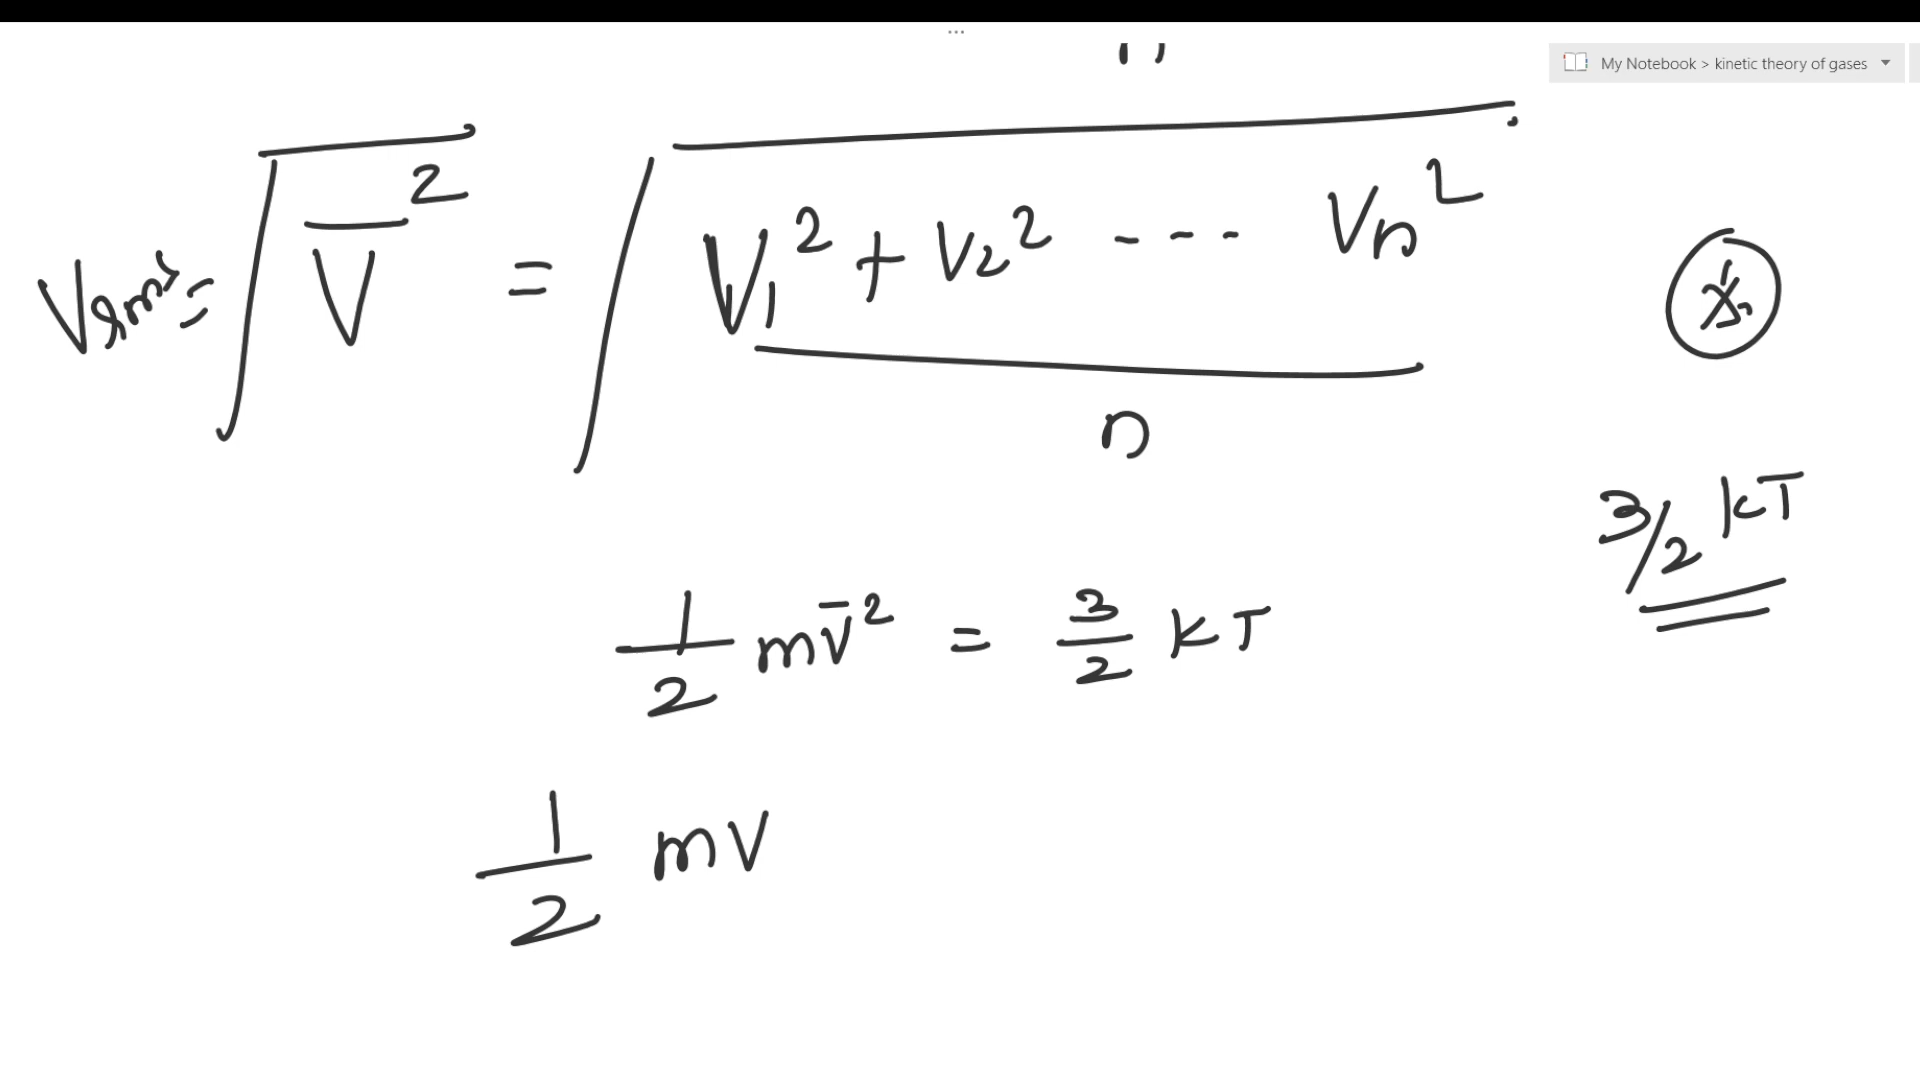 ...
My Notebook > kinetic theory of gases
Vrms = √V̄² = √(V₁² + V₂² - - - Vn²)/n
3/2 kT
1/2 mv̄² = 3/2 kT
1/2 mv